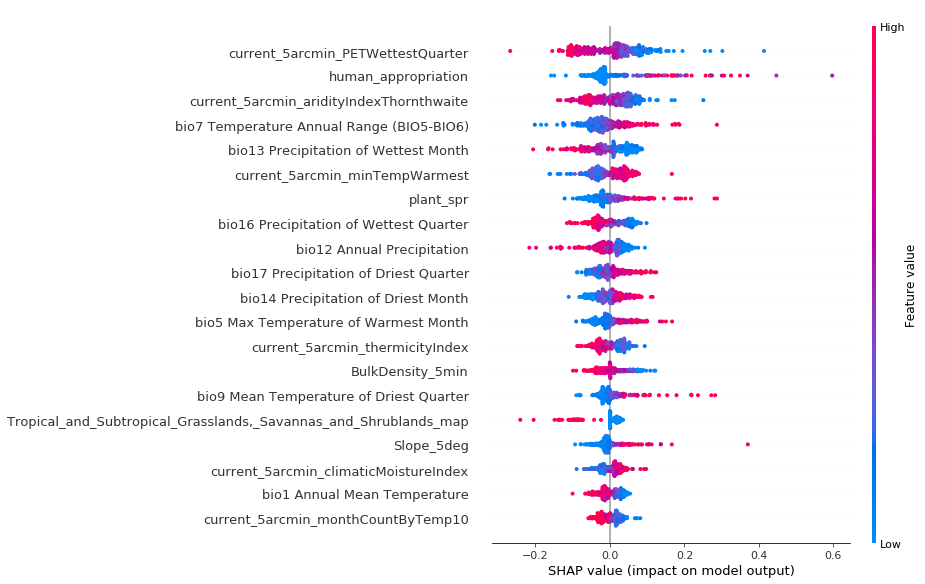 High
current_5arcmin_PETWettestQuarter
human_appropriation
current_5arcmin_aridityIndexThornthwaite
bio7 Temperature Annual Range (BIO5-BIO6)
bio13 Precipitation of Wettest Month
current_5arcmin_minTempWarmest
plant_spr
bio16 Precipitation of Wettest Quarter
bio12 Annual Precipitation
bio17 Precipitation of Driest Quarter
bio14 Precipitation of Driest Month
bio5 Max Temperature of Warmest Month
current_5arcmin_thermicityIndex
BulkDensity_5min
bio9 Mean Temperature of Driest Quarter
Tropical_and_Subtropical_Grasslands,_Savannas_and_Shrublands_map
Slope_5deg
current_5arcmin_climaticMoistureIndex
bio1 Annual Mean Temperature
current_5arcmin_monthCountByTemp10
Feature value
Low
−0.2 0.0 0.2 0.4 0.6
SHAP value (impact on model output)